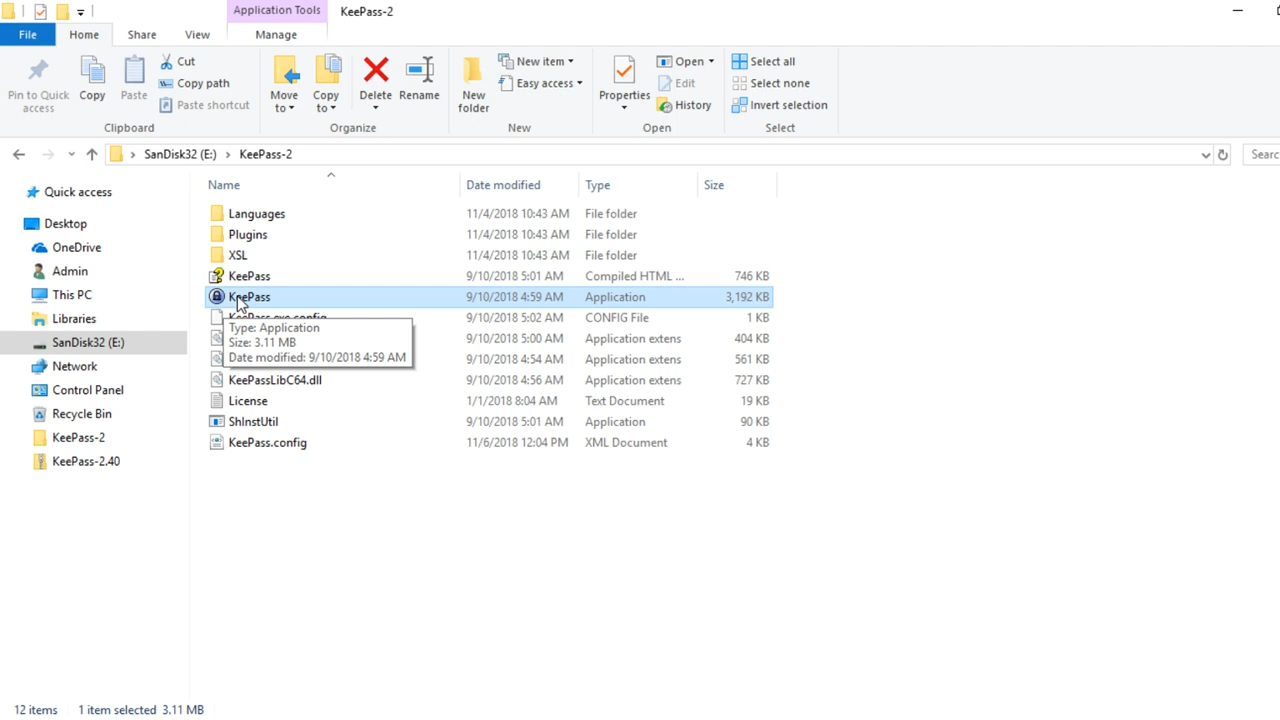 Application Tools KeePass-2
File Home Share View Manage
Pin to Quick access
Copy
Paste
Cut
Copy path
Paste shortcut
Clipboard
Move to
Copy to
Delete
Rename
Organize
New folder
New item
Easy access
New
Properties
Open
Edit
History
Open
Select all
Select none
Invert selection
Select
SanDisk32 (E:) > KeePass-2
Searc
Quick access
Desktop
OneDrive
Admin
This PC
Libraries
SanDisk32 (E:)
Network
Control Panel
Recycle Bin
KeePass-2
KeePass-2.40
Name Date modified Type Size
Languages 11/4/2018 10:43 AM File folder
Plugins 11/4/2018 10:43 AM File folder
XSL 11/4/2018 10:43 AM File folder
KeePass 9/10/2018 5:01 AM Compiled HTML ... 746 KB
KeePass 9/10/2018 4:59 AM Application 3,192 KB
KeePass.exe.config 9/10/2018 5:02 AM CONFIG File 1 KB
9/10/2018 5:00 AM Application extens 404 KB
9/10/2018 4:54 AM Application extens 561 KB
KeePassLibC64.dll 9/10/2018 4:56 AM Application extens 727 KB
License 1/1/2018 8:04 AM Text Document 19 KB
ShInstUtil 9/10/2018 5:01 AM Application 90 KB
KeePass.config 11/6/2018 12:04 PM XML Document 4 KB
Type: Application
Size: 3.11 MB
Date modified: 9/10/2018 4:59 AM
12 items 1 item selected 3.11 MB